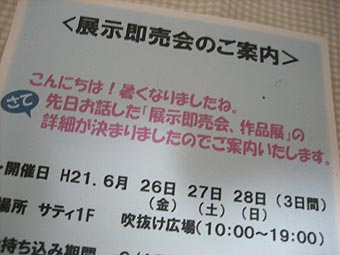 ＜展示即売会のご案内＞
こんにちは！暑くなりましたね。
さて
先日お話した「展示即売会、作品展」の
詳細が決まりましたのでご案内いたします。
・開催日 H21.6月 26日 27日 28日（3日間）
（金）（土）（日）
場所 サティ1F 吹抜け広場（10:00～19:00）
持ち込み期間